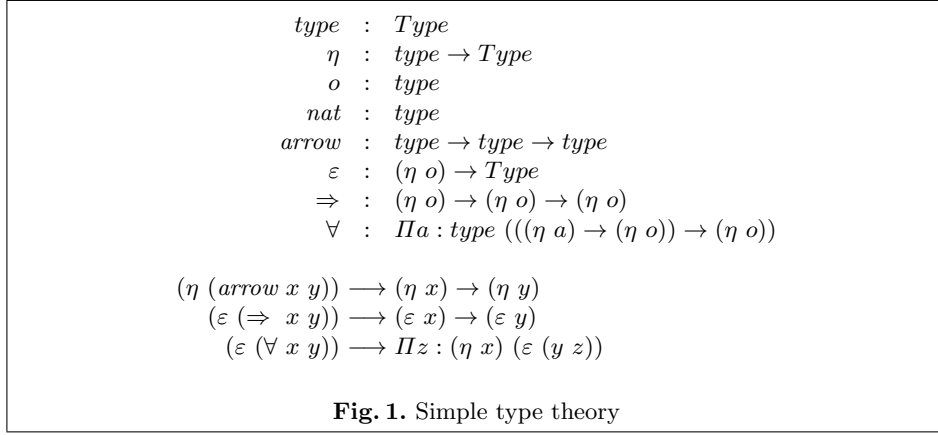 type : Type
η : type → Type
o : type
nat : type
arrow : type → type → type
ε : (η o) → Type
⇒ : (η o) → (η o) → (η o)
∀ : Πa : type (((η a) → (η o)) → (η o))
(η (arrow x y)) ⟶ (η x) → (η y)
(ε (⇒ x y)) ⟶ (ε x) → (ε y)
(ε (∀ x y)) ⟶ Πz : (η x) (ε (y z))
Fig. 1. Simple type theory